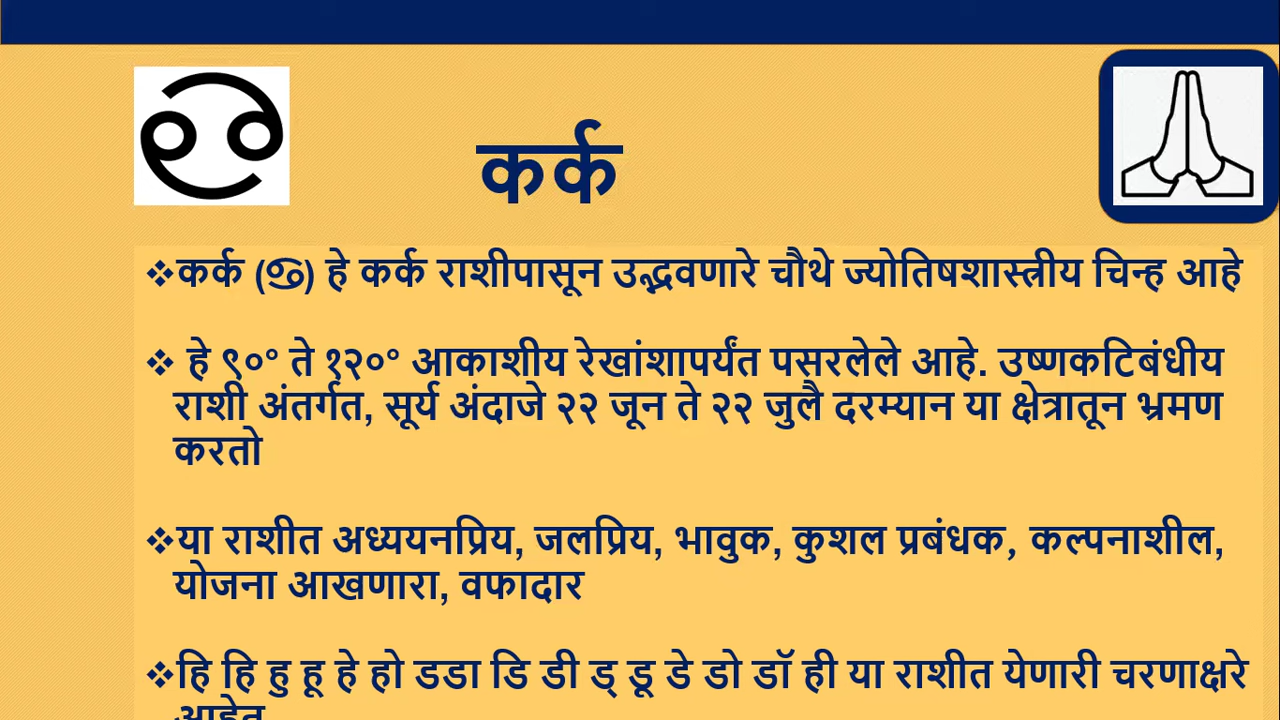 कर्क
❖कर्क (♋) हे कर्क राशीपासून उद्भवणारे चौथे ज्योतिषशास्त्रीय चिन्ह आहे
❖ हे ९०° ते १२०° आकाशीय रेखांशापर्यंत पसरलेले आहे. उष्णकटिबंधीय
राशी अंतर्गत, सूर्य अंदाजे २२ जून ते २२ जुलै दरम्यान या क्षेत्रातून भ्रमण
करतो
❖या राशीत अध्ययनप्रिय, जलप्रिय, भावुक, कुशल प्रबंधक, कल्पनाशील,
योजना आखणारा, वफादार
❖हि हि हु हू हे हो डडा डि डी ड् डू डे डो डॉ ही या राशीत येणारी चरणाक्षरे
आहेत